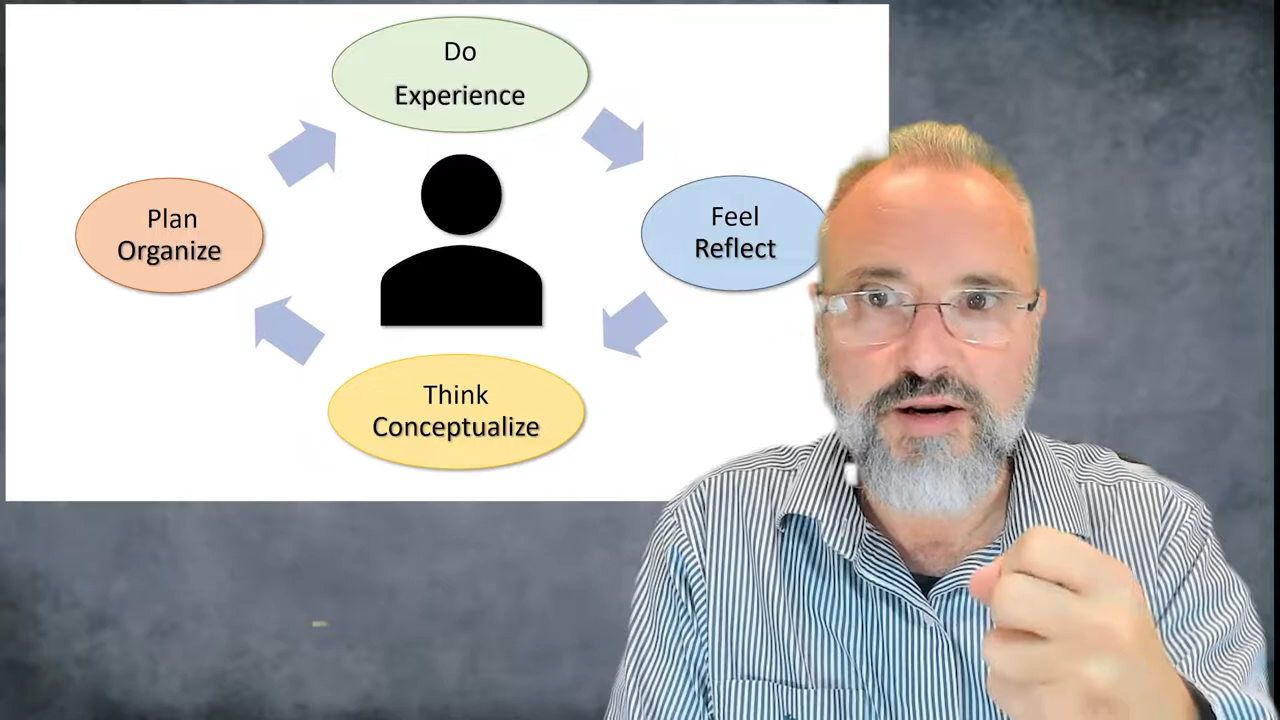 Do
Experience
Plan
Organize
Feel
Reflect
Think
Conceptualize